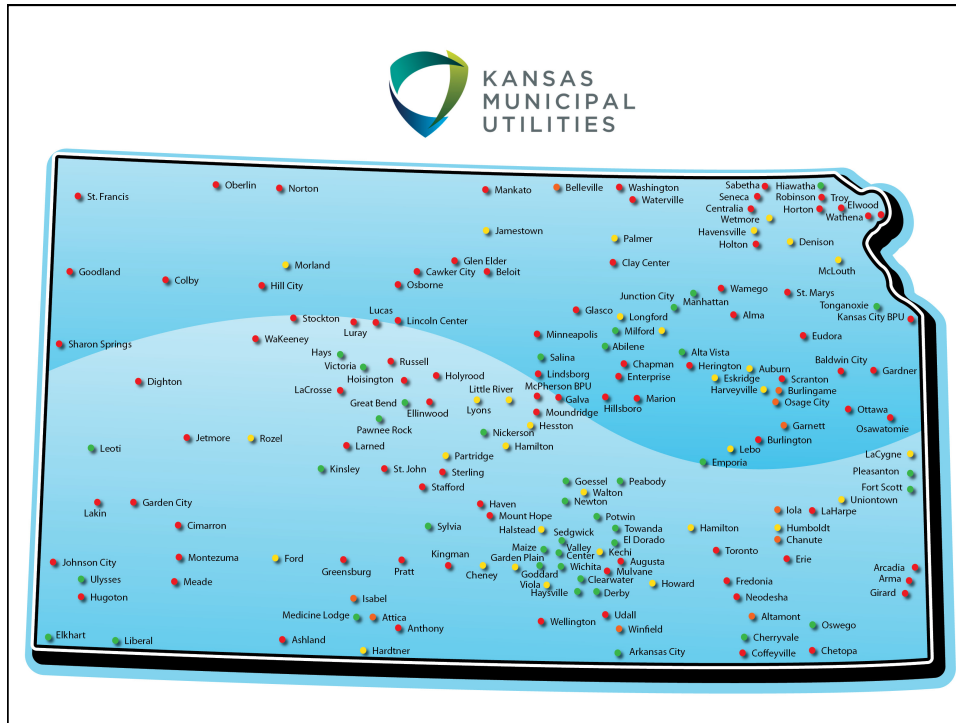 KANSAS
MUNICIPAL
UTILITIES
St. Francis
Oberlin
Norton
Mankato
Belleville
Washington
Waterville
Sabetha
Hiawatha
Seneca
Robinson
Troy
Centralia
Horton
Elwood
Wetmore
Wathena
Jamestown
Palmer
Havensville
Holton
Denison
McLouth
Goodland
Colby
Morland
Hill City
Glen Elder
Cawker City
Beloit
Osborne
Clay Center
Junction City
Manhattan
Wamego
St. Marys
Tonganoxie
Kansas City BPU
Stockton
Lucas
Luray
Lincoln Center
Glasco
Longford
Milford
Alma
Eudora
Sharon Springs
WaKeeney
Hays
Victoria
Russell
Minneapolis
Abilene
Salina
Alta Vista
Baldwin City
Gardner
Dighton
LaCrosse
Hoisington
Holyrood
Lindsborg
Chapman
Enterprise
Herington
Auburn
Eskridge
Scranton
Harveyville
Burlingame
Osage City
Great Bend
Ellinwood
Little River
Lyons
McPherson BPU
Galva
Moundridge
Hillsboro
Marion
Ottawa
Osawatomie
Pawnee Rock
Hesston
Garnett
Leoti
Jetmore
Rozel
Larned
Nickerson
Hamilton
Burlington
Lebo
LaCygne
Partridge
Emporia
Pleasanton
Kinsley
St. John
Sterling
Stafford
Goessel
Peabody
Walton
Newton
Fort Scott
Uniontown
Lakin
Garden City
Haven
Mount Hope
Iola
LaHarpe
Cimarron
Sylvia
Halstead
Sedgwick
Potwin
Towanda
El Dorado
Hamilton
Humboldt
Chanute
Johnson City
Montezuma
Ford
Greensburg
Pratt
Kingman
Maize
Valley
Center
Kechi
Garden Plain
Cheney
Goddard
Wichita
Augusta
Mulvane
Toronto
Erie
Arcadia
Ulysses
Meade
Viola
Clearwater
Howard
Fredonia
Arma
Hugoton
Haysville
Derby
Neodesha
Girard
Isabel
Medicine Lodge
Attica
Anthony
Wellington
Udall
Winfield
Altamont
Oswego
Elkhart
Liberal
Ashland
Hardtner
Arkansas City
Cherryvale
Coffeyville
Chetopa